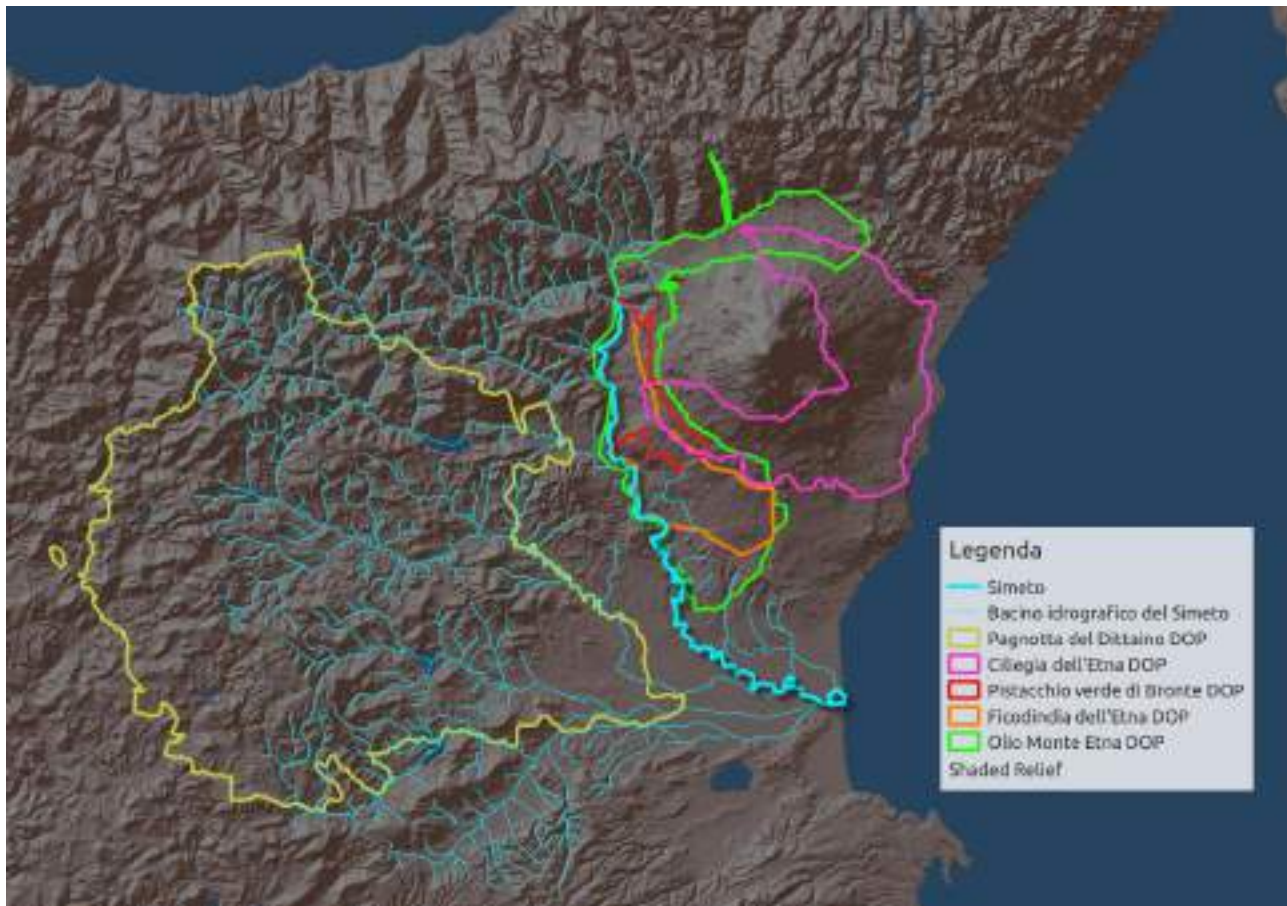 Legenda
Simeto
Bacino idrografico del Simeto
Pagnotta del Dittaino DOP
Ciliegia dell'Etna DOP
Pistacchio verde di Bronte DOP
Ficodindia dell'Etna DOP
Olio Monte Etna DOP
Shaded Relief